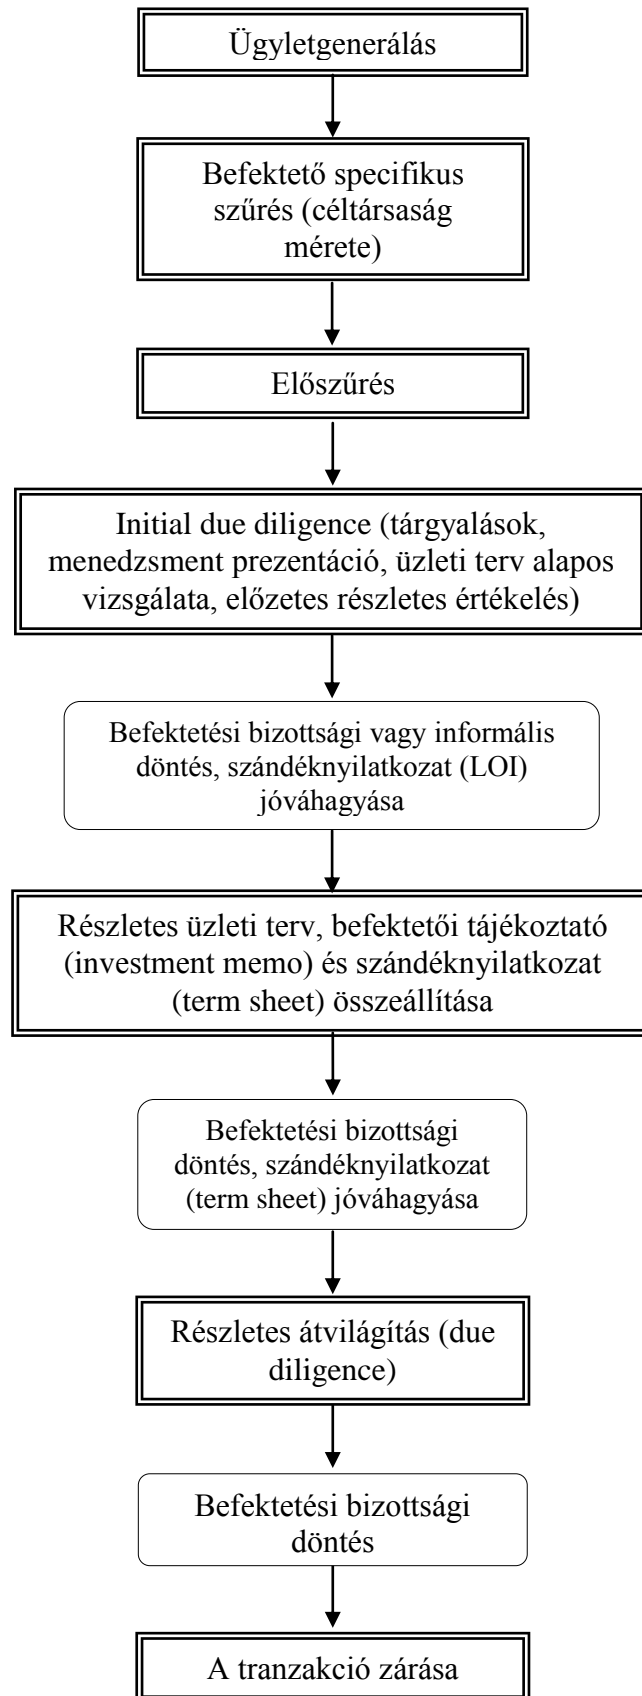 Ügyletgenerálás
Befektető specifikus
szűrés (céltársaság
mérete)
Előszűrés
Initial due diligence (tárgyalások,
menedzsment prezentáció, üzleti terv alapos
vizsgálata, előzetes részletes értékelés)
Befektetési bizottsági vagy informális
döntés, szándéknyilatkozat (LOI)
jóváhagyása
Részletes üzleti terv, befektetői tájékoztató
(investment memo) és szándéknyilatkozat
(term sheet) összeállítása
Befektetési bizottsági
döntés, szándéknyilatkozat
(term sheet) jóváhagyása
Részletes átvilágítás (due
diligence)
Befektetési bizottsági
döntés
A tranzakció zárása